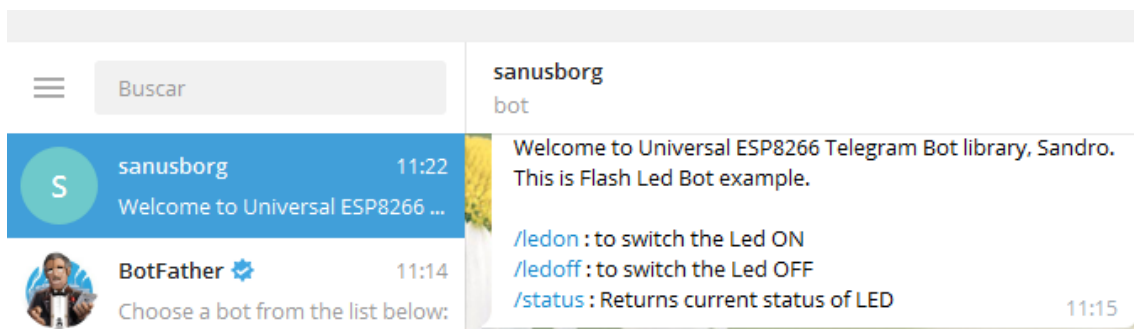 Buscar
sanusborg
bot
S
sanusborg 11:22
Welcome to Universal ESP8266 ...
BotFather 11:14
Choose a bot from the list below:
Welcome to Universal ESP8266 Telegram Bot library, Sandro.
This is Flash Led Bot example.
/ledon : to switch the Led ON
/ledoff : to switch the Led OFF
/status : Returns current status of LED
11:15